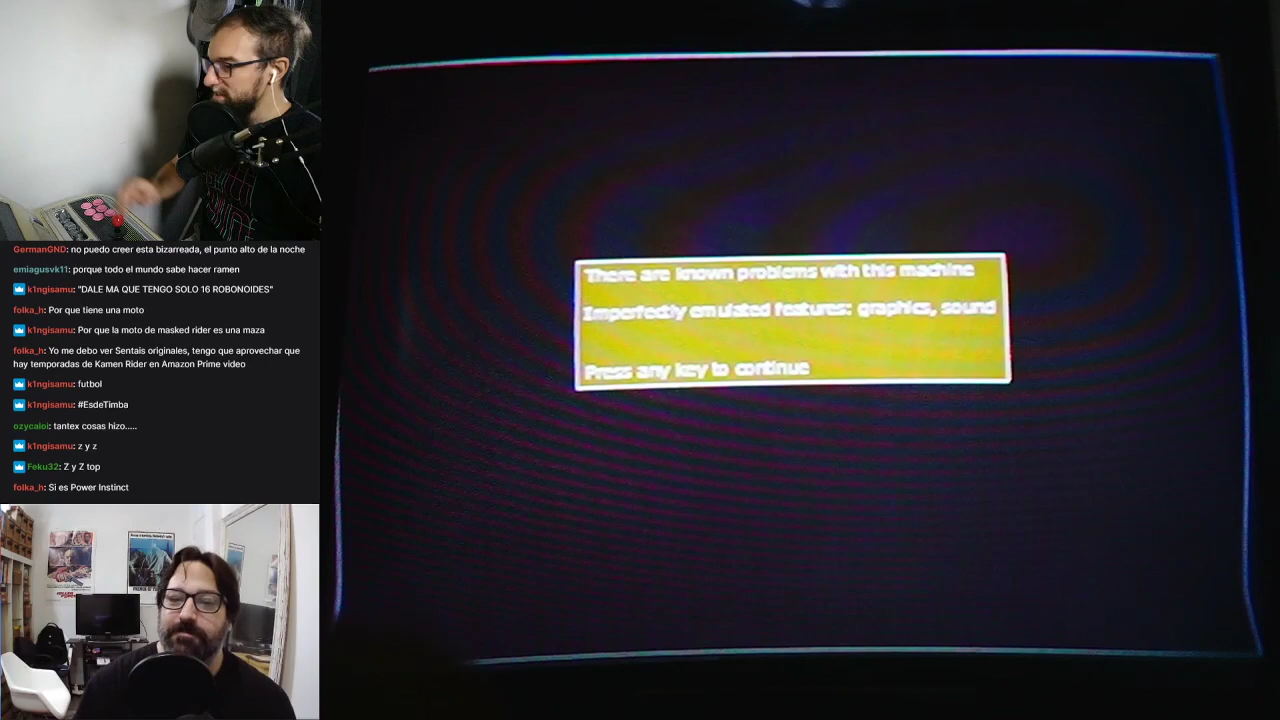 GermanGND: no puedo creer esta bizarreada, el punto alto de la noche
emiagusvk11: porque todo el mundo sabe hacer ramen
k1ngisamu: "DALE MA QUE TENGO SOLO 16 ROBONOIDES"
folka_h: Por que tiene una moto
k1ngisamu: Por que la moto de masked rider es una maza
folka_h: Yo me debo ver Sentais originales, tengo que aprovechar que
hay temporadas de Kamen Rider en Amazon Prime video
k1ngisamu: futbol
k1ngisamu: #EsdeTimba
ozycaloi: tantex cosas hizo.....
k1ngisamu: z y z
Feku32: Z y Z top
folka_h: Si es Power Instinct
There are known problems with this machine
Imperfectly emulated features: graphics, sound
Press any key to continue